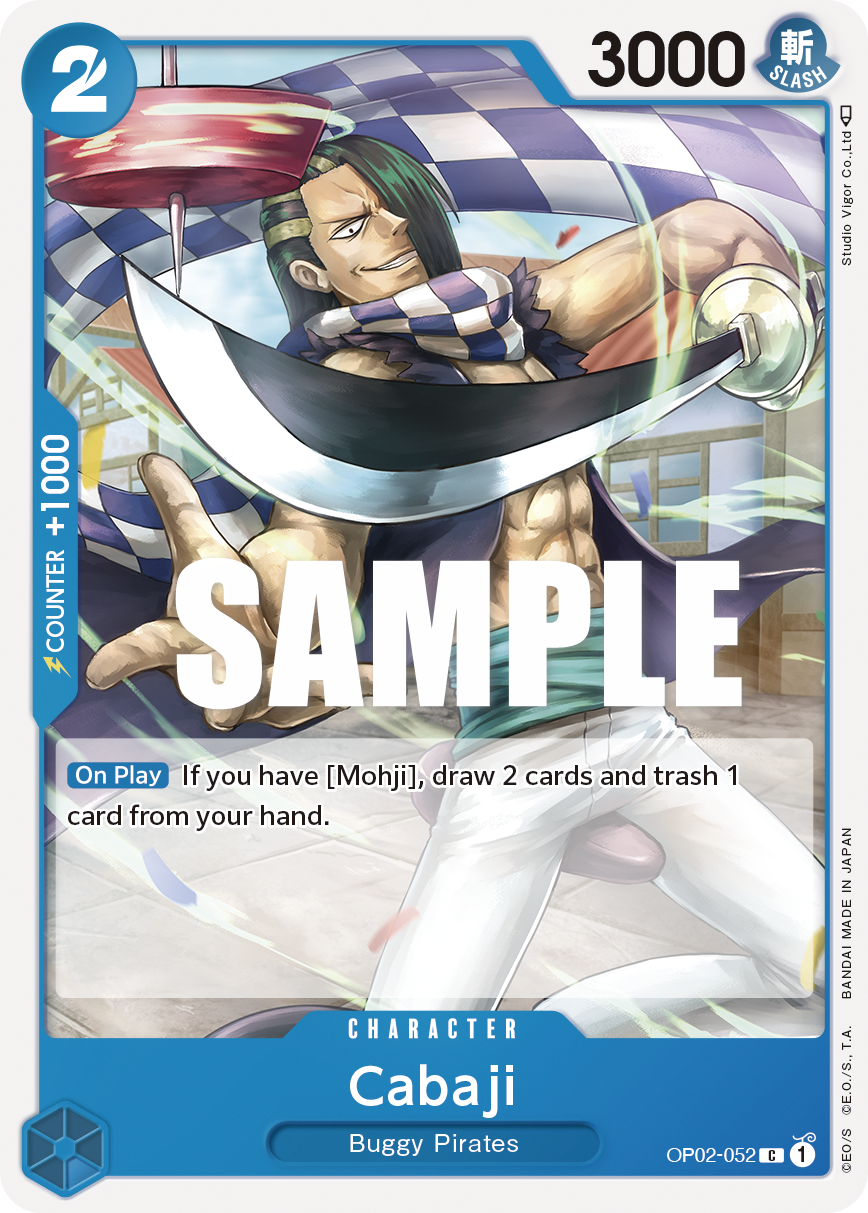 2
3000
斬
SLASH
Studio Vigor Co.,Ltd
COUNTER +1000
SAMPLE
On Play If you have [Mohji], draw 2 cards and trash 1
card from your hand.
CHARACTER
Cabaji
Buggy Pirates
OP02-052 C 1
©EO/S ©E.O./S., T.A. BANDAI MADE IN JAPAN